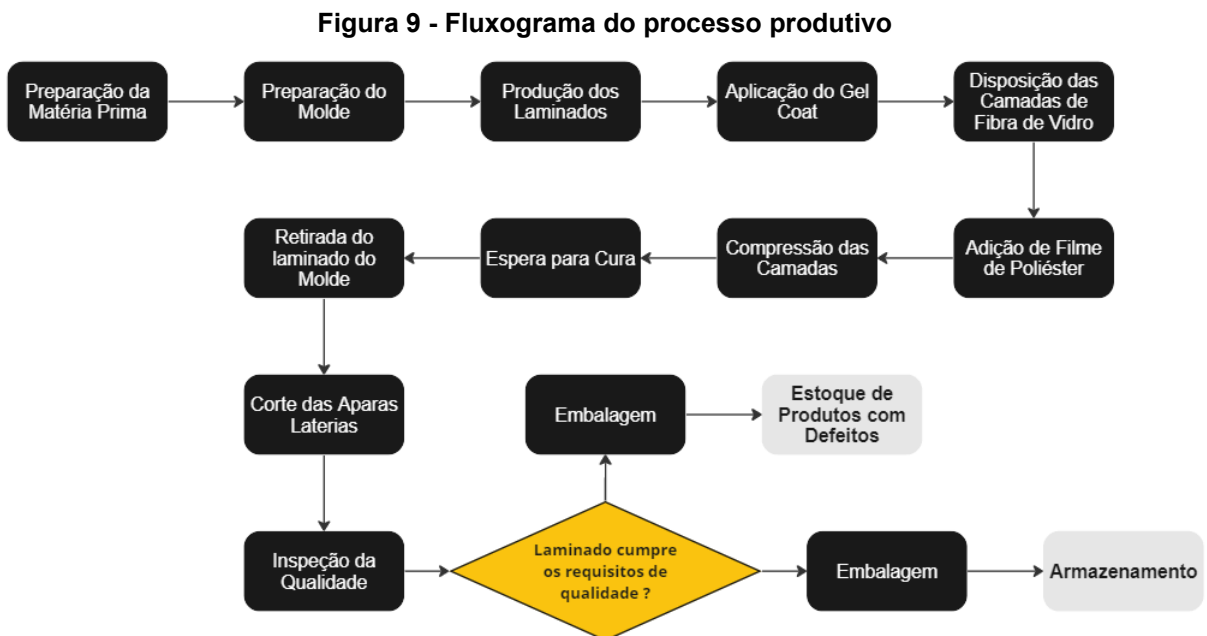 Figura 9 - Fluxograma do processo produtivo
Preparação da
Matéria Prima
Preparação do
Molde
Produção dos
Laminados
Aplicação do Gel
Coat
Disposição das
Camadas de
Fibra de Vidro
Adição de Filme
de Poliéster
Compressão das
Camadas
Espera para Cura
Retirada do
laminado do
Molde
Corte das Aparas
Laterias
Inspeção da
Qualidade
Laminado cumpre
os requisitos de
qualidade ?
Embalagem
Estoque de
Produtos com
Defeitos
Embalagem
Armazenamento